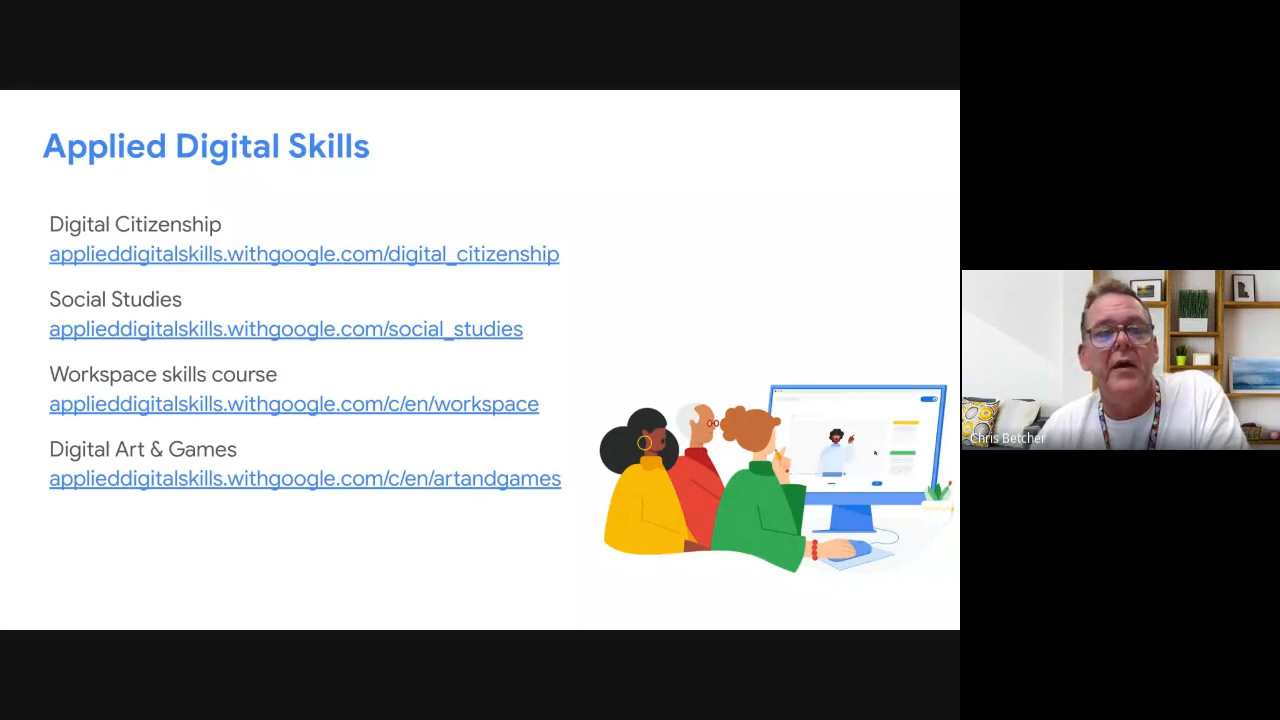 Applied Digital Skills
Digital Citizenship
applieddigitalskills.withgoogle.com/digital_citizenship
Social Studies
applieddigitalskills.withgoogle.com/social_studies
Workspace skills course
applieddigitalskills.withgoogle.com/c/en/workspace
Digital Art & Games
applieddigitalskills.withgoogle.com/c/en/artandgames
Chris Betcher